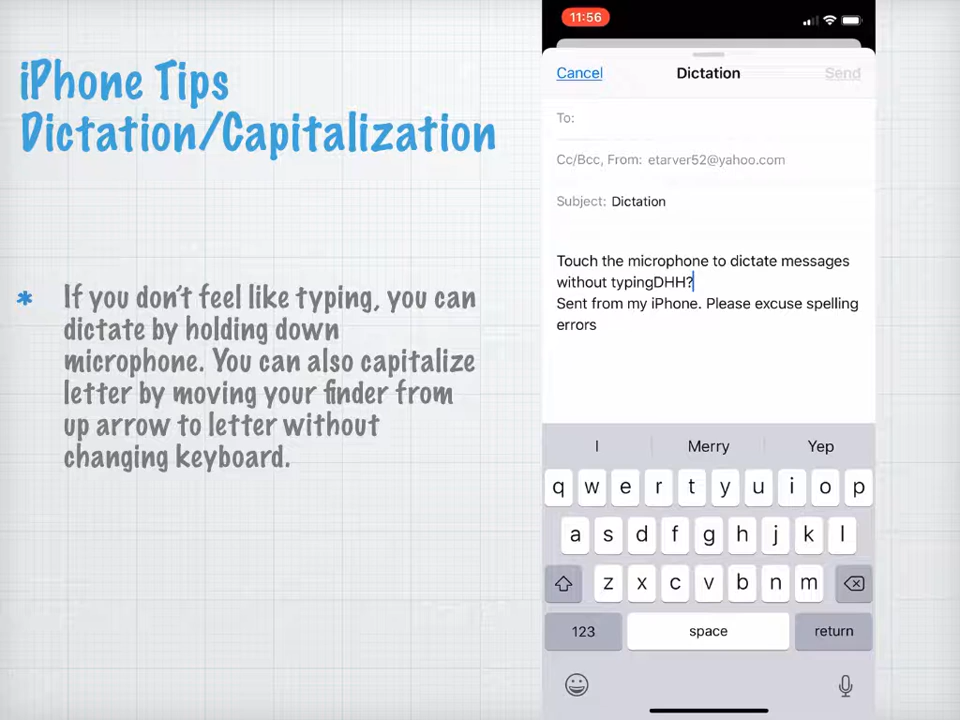 iPhone Tips
Dictation/Capitalization
* If you don't feel like typing, you can
dictate by holding down
microphone. You can also capitalize
letter by moving your finder from
up arrow to letter without
changing keyboard.
11:56
Cancel Dictation Send
To:
Cc/Bcc, From: etarver52@yahoo.com
Subject: Dictation
Touch the microphone to dictate messages
without typingDHH?
Sent from my iPhone. Please excuse spelling
errors
I Merry Yep
q w e r t y u i o p
a s d f g h j k l
z x c v b n m
123 space return